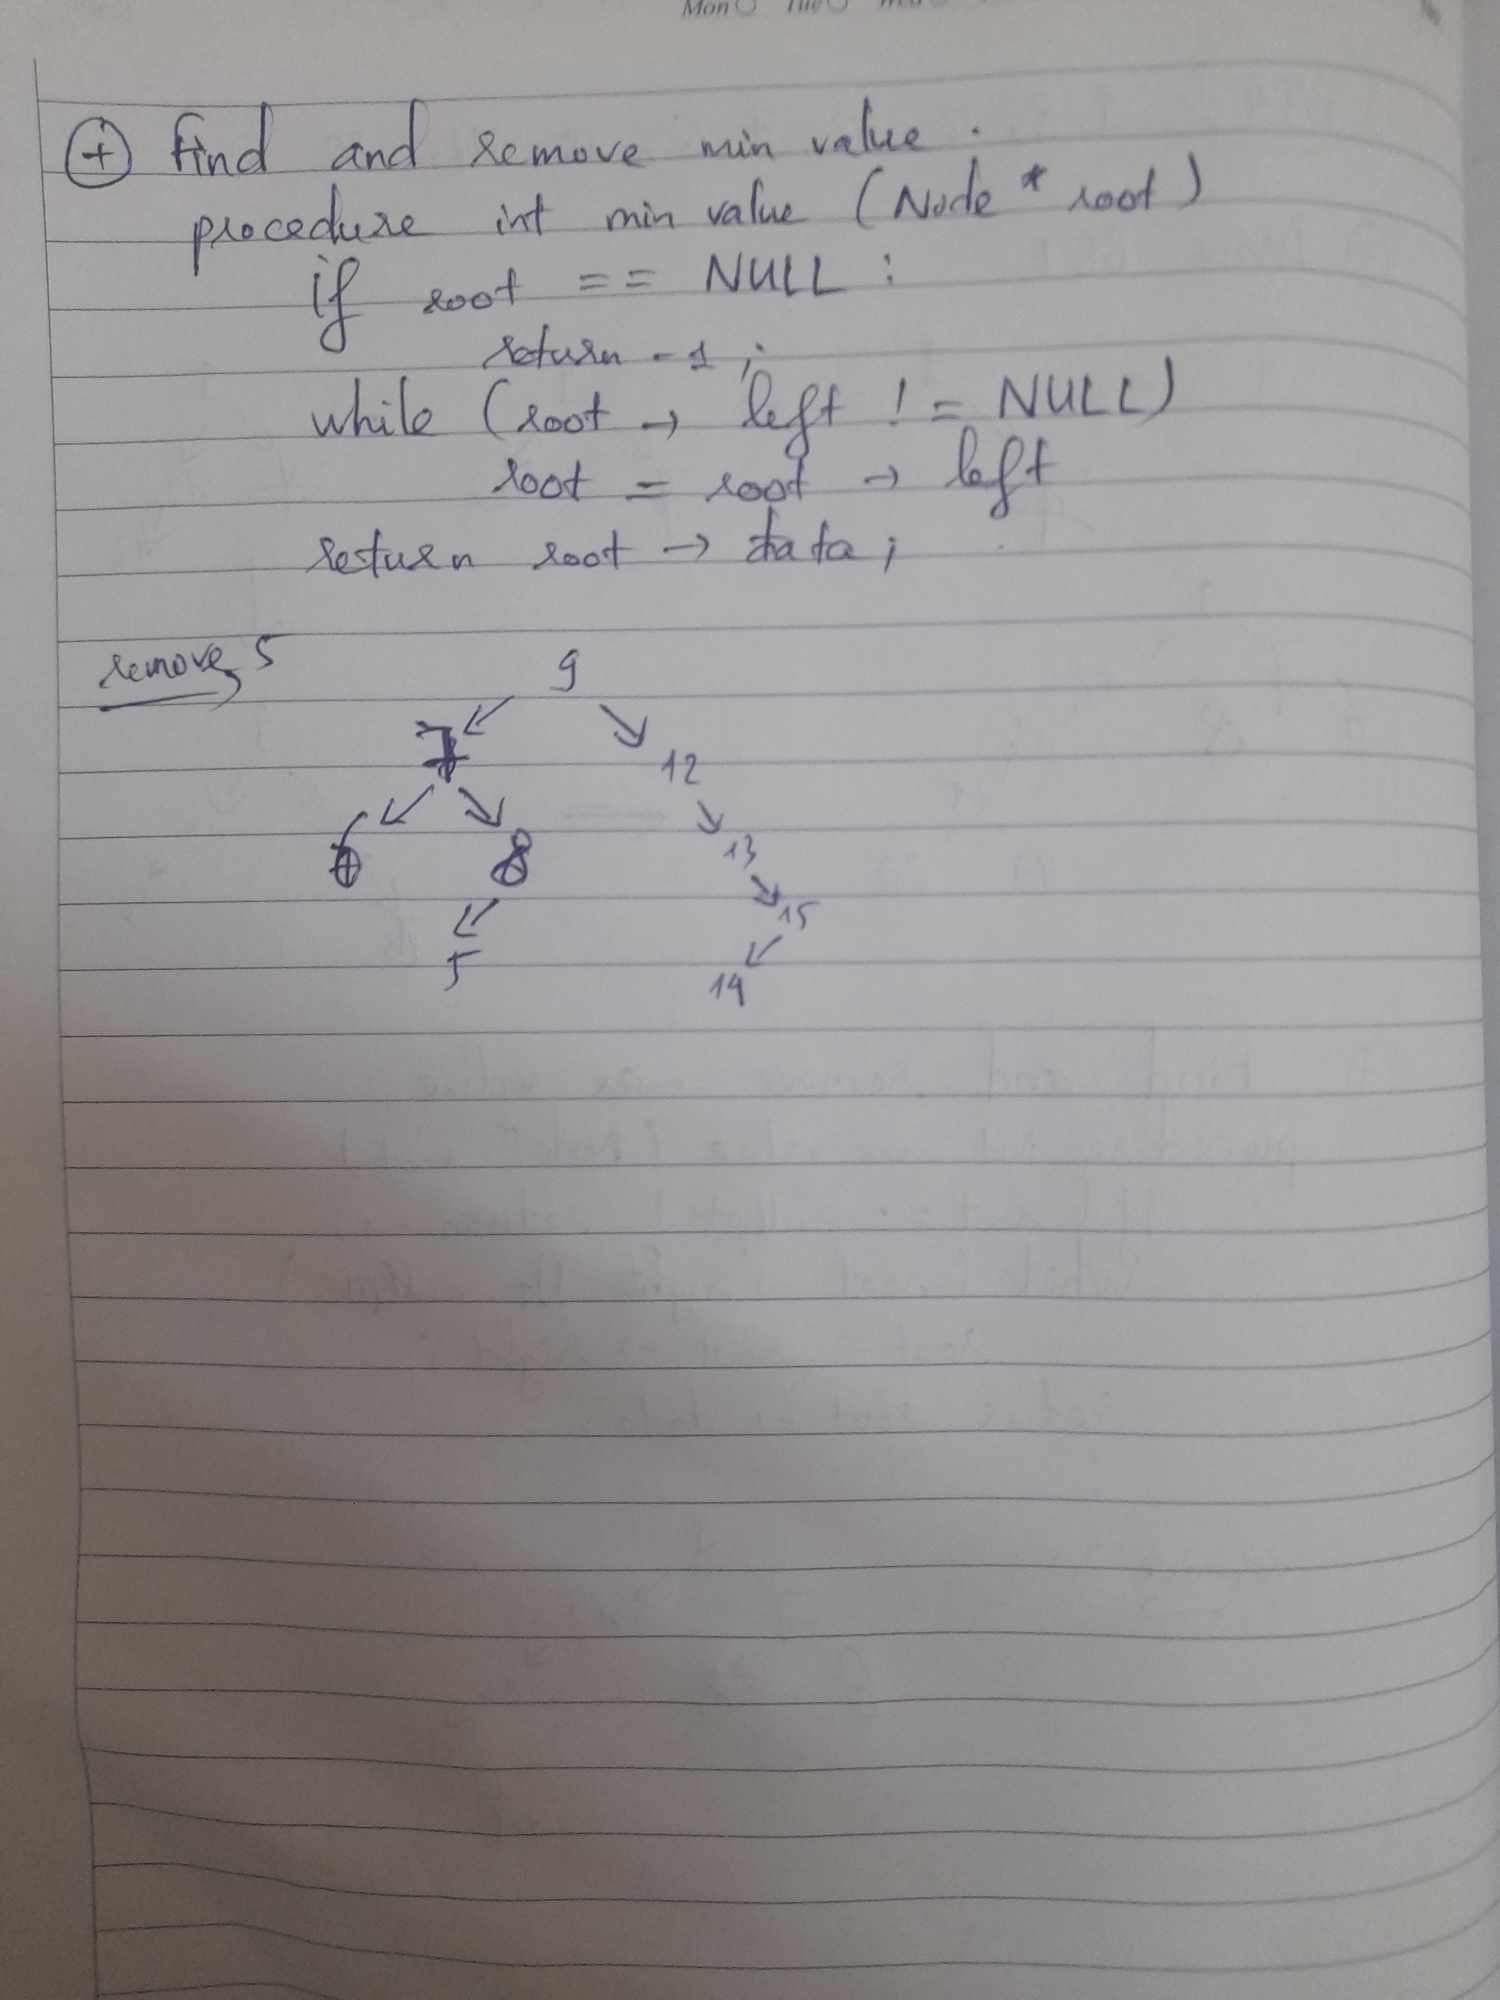 Mon Tue Wed
+ find and remove min value.
procedure int min value (Node * root)
if root == NULL :
return -1;
while (root → left != NULL)
root = root → left
return root → data;
remove 5
9
7
12
6 8
13
15
5
14